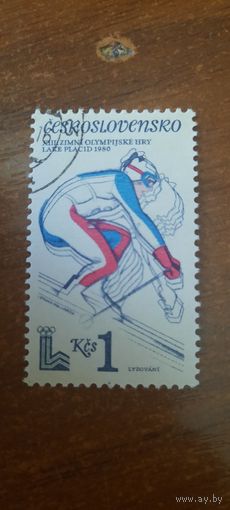 ČESKOSLOVENSKO
XIII. ZIMNÍ OLYMPIJSKÉ HRY
LAKE PLACID 1980
Kčs 1
LYŽOVÁNÍ
www.ay.by